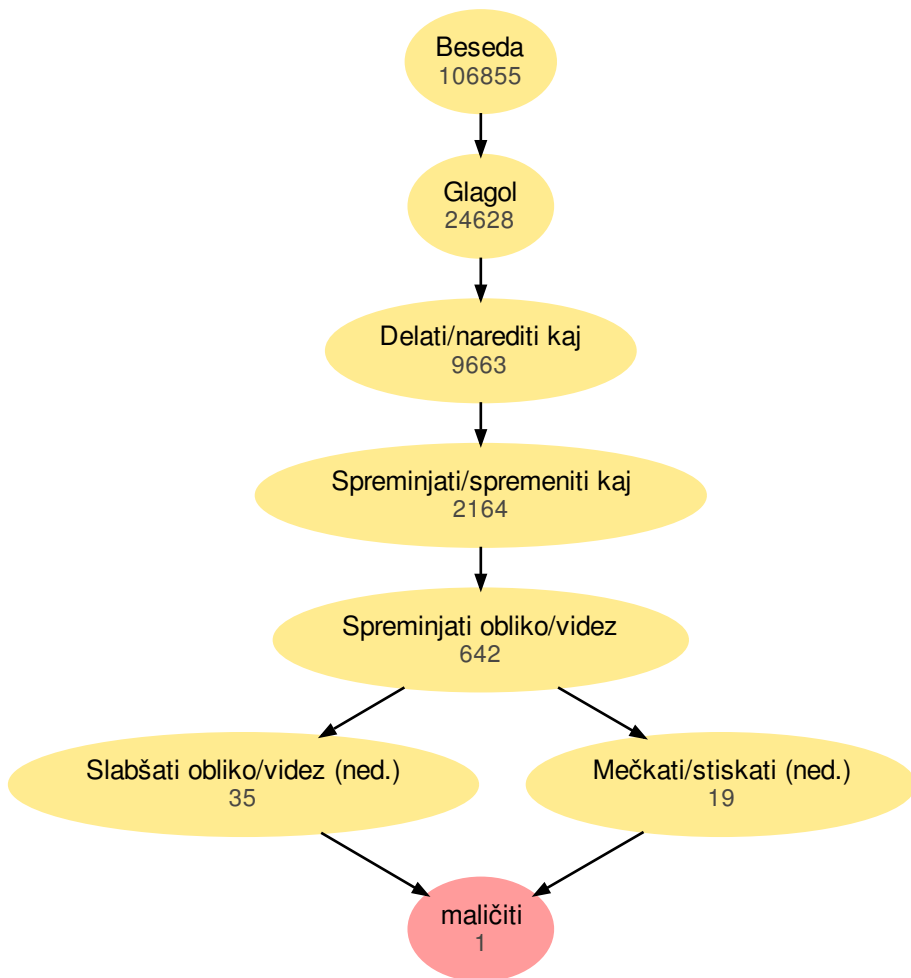 Beseda
106855
Glagol
24628
Delati/narediti kaj
9663
Spreminjati/spremeniti kaj
2164
Spreminjati obliko/videz
642
Slabšati obliko/videz (ned.)
35
Mečkati/stiskati (ned.)
19
maličiti
1